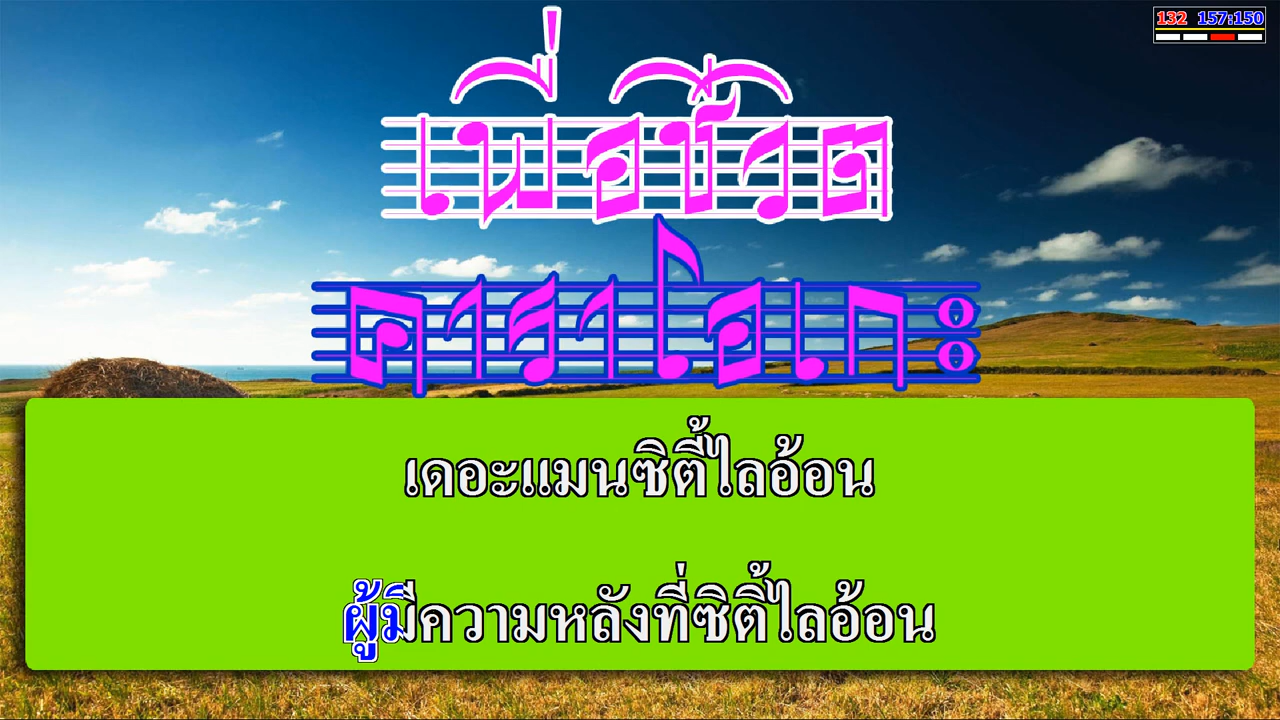 132 157:150
เพื่อชีวิต
คาราโอเกะ
เดอะแมนซิตี้ไลอ้อน
ผู้มีความหลังที่ซิตี้ไลอ้อน